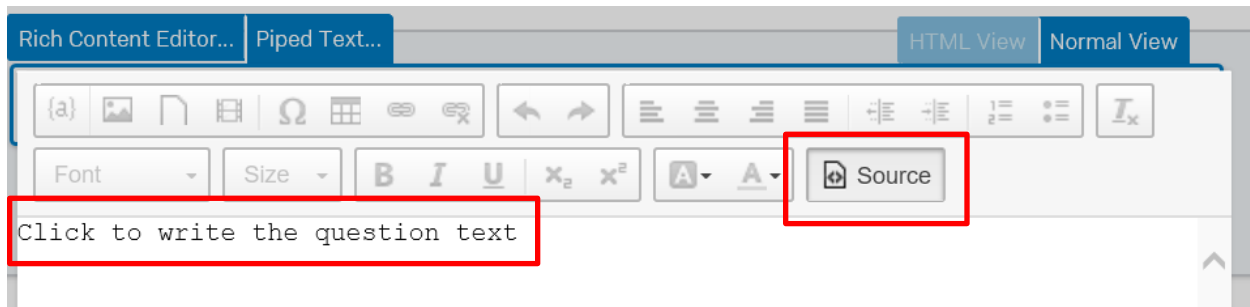 Rich Content Editor... Piped Text... HTML View Normal View
{a} Ω
Font Size B I U x₂ x² A A Source
Click to write the question text